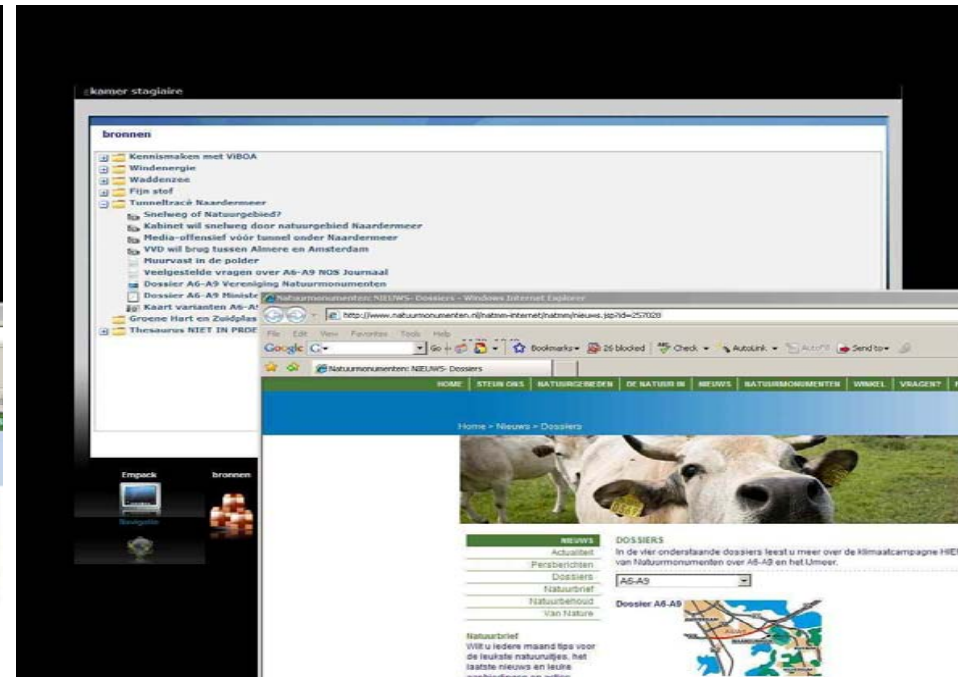 kamer stagiaire
bronnen
Kennismaken met ViBOA
Windenergie
Waddenzee
Fijn stof
Tunneltracé Naardermeer
Snelweg of Natuurgebied?
Kabinet wil snelweg door natuurgebied Naardermeer
Media-offensief vóór tunnel onder Naardermeer
VVD wil brug tussen Almere en Amsterdam
Muurvast in de polder
Veelgestelde vragen over A6-A9 NOS Journaal
Dossier A6-A9 Vereniging Natuurmonumenten
Dossier A6-A9 Ministe
Kaart varianten A6-A9
Groene Hart en Zuidplas
Thesaurus NIET IN PROE
Natuurmonumenten: NIEUWS- Dossiers - Windows Internet Explorer
http://www.natuurmonumenten.nl/natmm-internet/natmm/nieuws.jsp?id=257028
File Edit View Favorites Tools Help
Google G Go Bookmarks 26 blocked Check AutoLink AutoFill Send to
Natuurmonumenten: NIEUWS- Dossiers
HOME STEUN ONS NATUURGEBIEDEN DE NATUUR IN NIEUWS NATUURMONUMENTEN WINKEL VRAGEN?
Home > Nieuws > Dossiers
Empack bronnen
Navigatie
NIEUWS
Actualiteit
Persberichten
Dossiers
Natuurbrief
Natuurbehoud
Van Nature
DOSSIERS
In de vier onderstaande dossiers leest u meer over de klimaatcampagne HIE
van Natuurmonumenten over A6-A9 en het IJmeer.
A6-A9
Dossier A6-A9
Natuurbrief
Wilt u iedere maand tips voor
de leukste natuuruitjes, het
laatste nieuws en leuke
aanbiedingen en acties